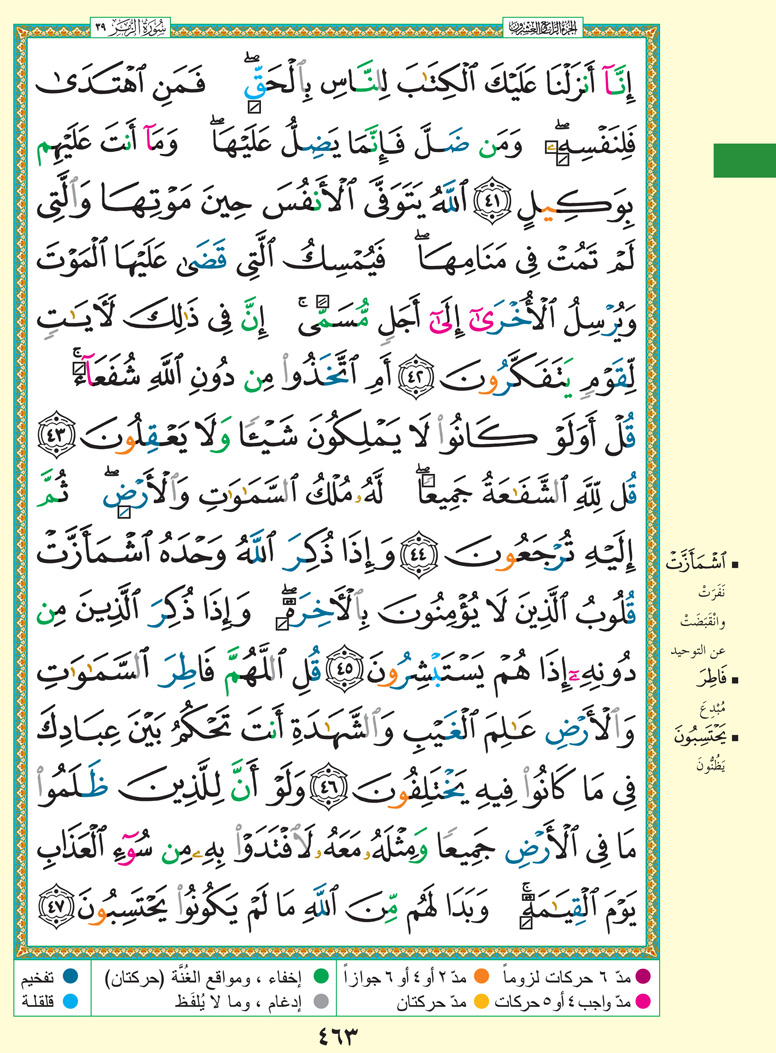 سُورَةُ الزُّمَر ٣٩
الجزء الرابع والعشرون
إِنَّآ أَنزَلْنَا عَلَيْكَ ٱلْكِتَٰبَ لِلنَّاسِ بِٱلْحَقِّۖ فَمَنِ ٱهْتَدَىٰ
فَلِنَفْسِهِۦۖ وَمَن ضَلَّ فَإِنَّمَا يَضِلُّ عَلَيْهَاۖ وَمَآ أَنتَ عَلَيْهِم
بِوَكِيلٍ ٤١ ٱللَّهُ يَتَوَفَّى ٱلْأَنفُسَ حِينَ مَوْتِهَا وَٱلَّتِى
لَمْ تَمُتْ فِى مَنَامِهَاۖ فَيُمْسِكُ ٱلَّتِى قَضَىٰ عَلَيْهَا ٱلْمَوْتَ
وَيُرْسِلُ ٱلْأُخْرَىٰٓ إِلَىٰٓ أَجَلٍ مُّسَمًّىۚ إِنَّ فِى ذَٰلِكَ لَءَايَٰتٍ
لِّقَوْمٍ يَتَفَكَّرُونَ ٤٢ أَمِ ٱتَّخَذُوا۟ مِن دُونِ ٱللَّهِ شُفَعَآءَۚ
قُلْ أَوَلَوْ كَانُوا۟ لَا يَمْلِكُونَ شَيْـًٔا وَلَا يَعْقِلُونَ ٤٣
قُل لِّلَّهِ ٱلشَّفَٰعَةُ جَمِيعًاۖ لَّهُۥ مُلْكُ ٱلسَّمَٰوَٰتِ وَٱلْأَرْضِۖ ثُمَّ
إِلَيْهِ تُرْجَعُونَ ٤٤ وَإِذَا ذُكِرَ ٱللَّهُ وَحْدَهُ ٱشْمَأَزَّتْ
قُلُوبُ ٱلَّذِينَ لَا يُؤْمِنُونَ بِٱلْءَاخِرَةِۖ وَإِذَا ذُكِرَ ٱلَّذِينَ مِن
دُونِهِۦٓ إِذَا هُمْ يَسْتَبْشِرُونَ ٤٥ قُلِ ٱللَّهُمَّ فَاطِرَ ٱلسَّمَٰوَٰتِ
وَٱلْأَرْضِ عَٰلِمَ ٱلْغَيْبِ وَٱلشَّهَٰدَةِ أَنتَ تَحْكُمُ بَيْنَ عِبَادِكَ
فِى مَا كَانُوا۟ فِيهِ يَخْتَلِفُونَ ٤٦ وَلَوْ أَنَّ لِلَّذِينَ ظَلَمُوا۟
مَا فِى ٱلْأَرْضِ جَمِيعًا وَمِثْلَهُۥ مَعَهُۥ لَٱفْتَدَوْا۟ بِهِۦ مِن سُوٓءِ ٱلْعَذَابِ
يَوْمَ ٱلْقِيَٰمَةِۚ وَبَدَا لَهُم مِّنَ ٱللَّهِ مَا لَمْ يَكُونُوا۟ يَحْتَسِبُونَ ٤٧
ٱشْمَأَزَّتْ
نَفَرَتْ
وانْقَبَضَتْ
عن التوحيد
فَاطِرَ
مُبْدِعَ
يَحْتَسِبُونَ
يَظُنُّونَ
مدّ ٦ حركات لزوماً مدّ ٢ أو ٤ أو ٦ جوازاً إخفاء ، ومواقع الغُنَّة (حركتان) تفخيم
مدّ واجب ٤ أو ٥ حركات مدّ حركتان إدغام ، وما لا يُلفَظ قلقلة
٤٦٣